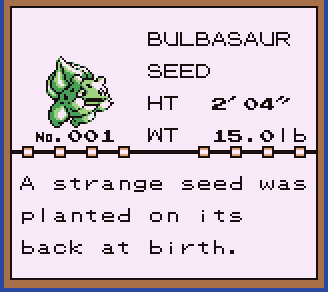 BULBASAUR
SEED
HT 2′04″
No.001 WT 15.0lb
A strange seed was
planted on its
back at birth.